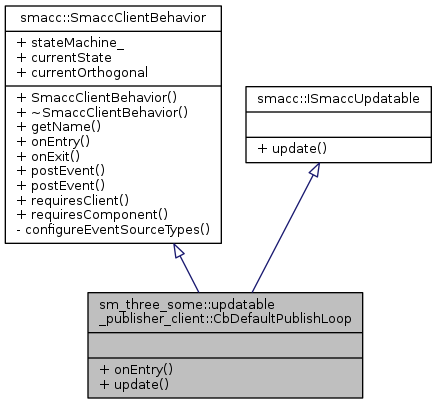 smacc::SmaccClientBehavior
+ stateMachine_
+ currentState
+ currentOrthogonal
+ SmaccClientBehavior()
+ ~SmaccClientBehavior()
+ getName()
+ onEntry()
+ onExit()
+ postEvent()
+ postEvent()
+ requiresClient()
+ requiresComponent()
- configureEventSourceTypes()
smacc::ISmaccUpdatable
+ update()
sm_three_some::updatable
_publisher_client::CbDefaultPublishLoop
+ onEntry()
+ update()